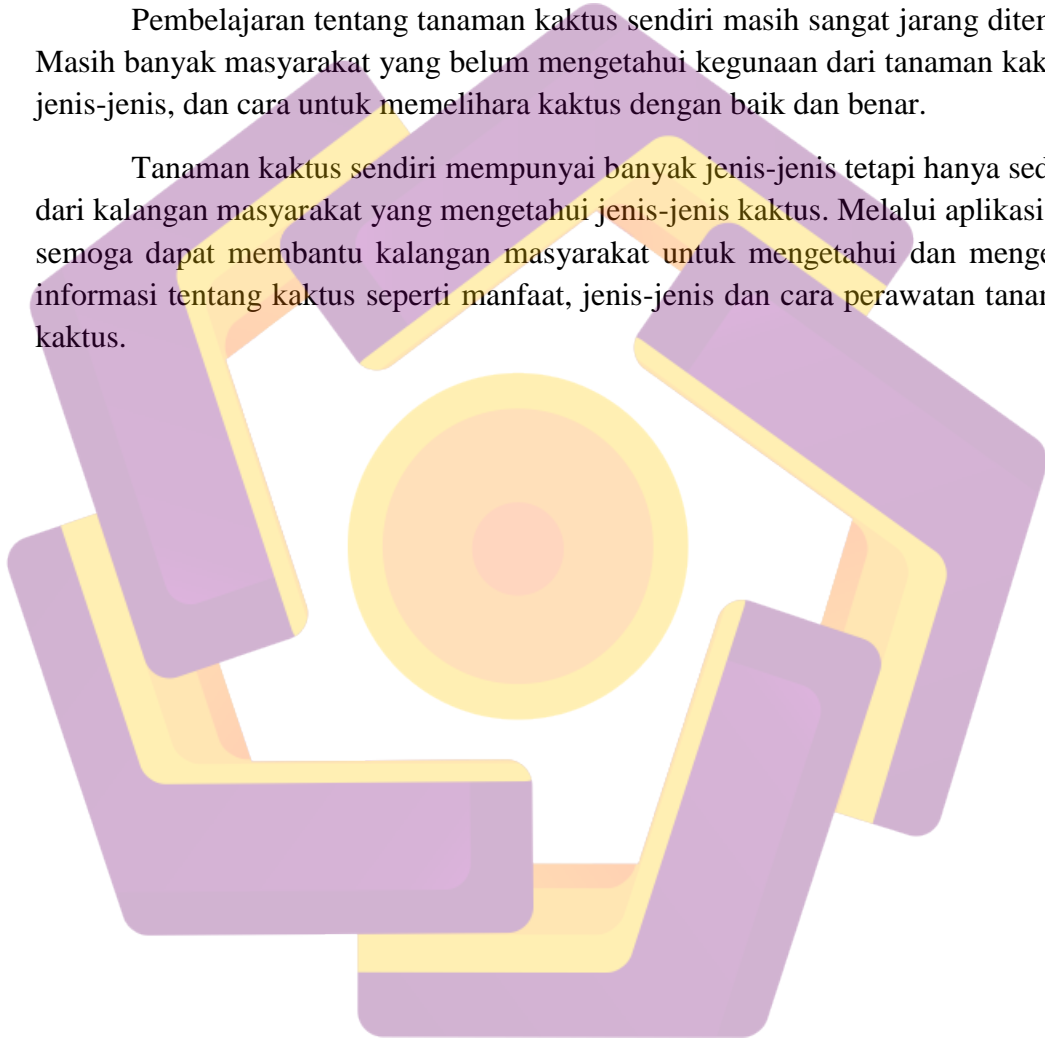 Pembelajaran tentang tanaman kaktus sendiri masih sangat jarang
Masih banyak masyarakat yang belum mengetahui kegunaan dari tanaman
jenis-jenis, dan cara untuk memelihara kaktus dengan baik dan benar.
Tanaman kaktus sendiri mempunyai banyak jenis-jenis tetapi hanya
dari kalangan masyarakat yang mengetahui jenis-jenis kaktus. Melalui aplikasi
semoga dapat membantu kalangan masyarakat untuk mengetahui dan
informasi tentang kaktus seperti manfaat, jenis-jenis dan cara perawatan
kaktus.